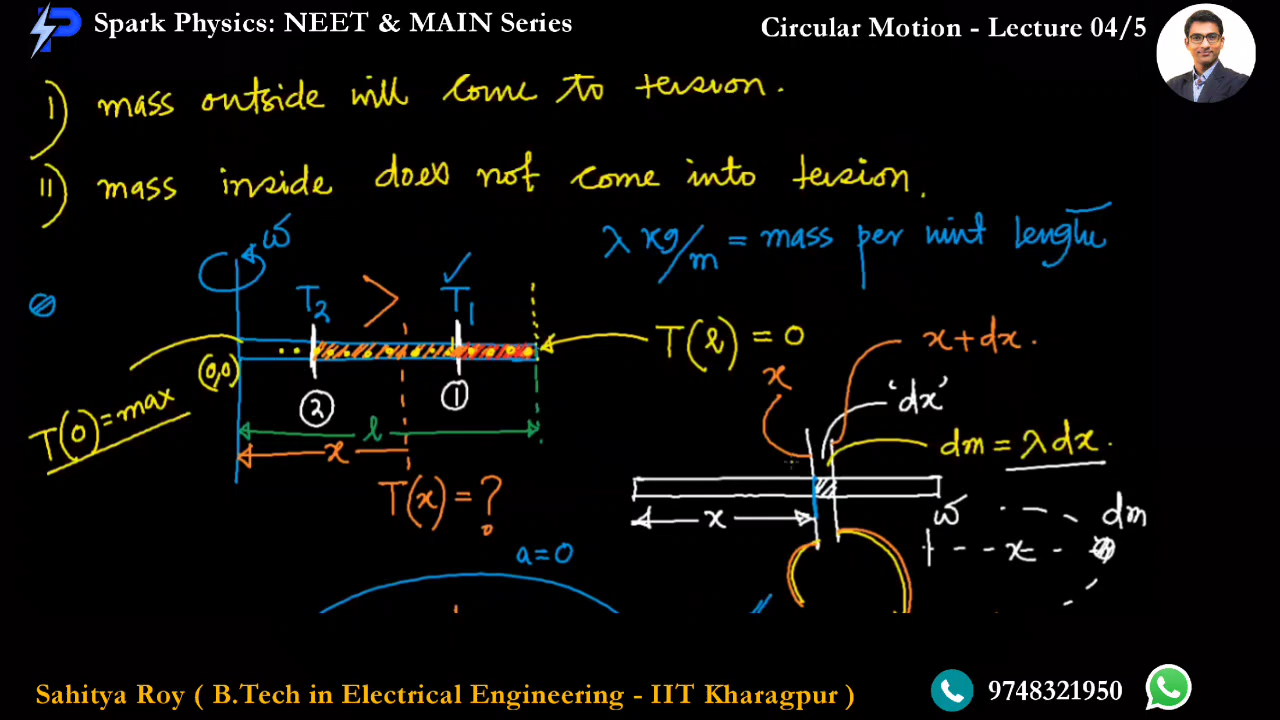 Spark Physics: NEET & MAIN Series
Circular Motion - Lecture 04/5
I) mass outside will come to tension.
II) mass inside does not come into tension.
λ kg/m = mass per unit length
ω
T2 > T1
T(l) = 0
x
x+dx.
'dx'
(0,0)
T(0)=max
② ①
l
x
dm = λdx.
T(x) = ?
x
ω dm
x
a=0
Sahitya Roy ( B.Tech in Electrical Engineering - IIT Kharagpur )
9748321950